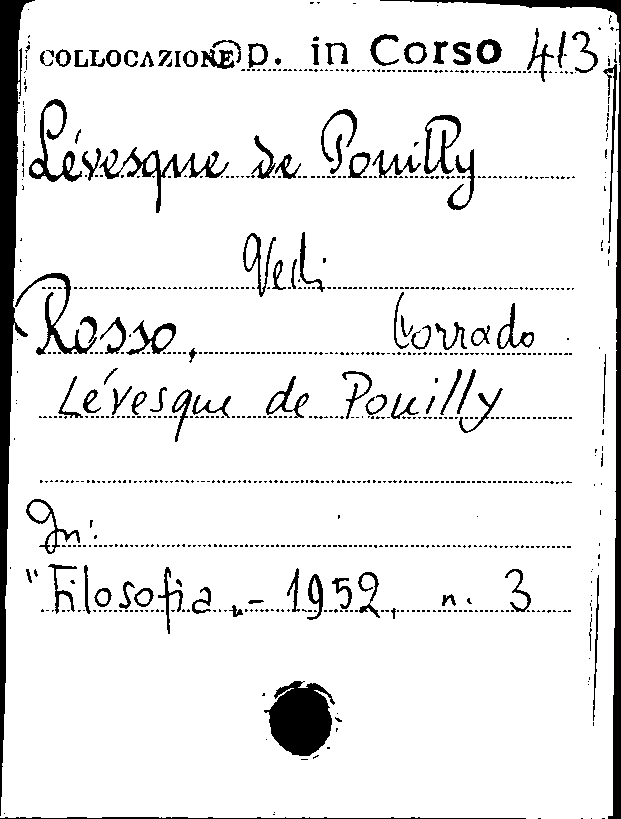 COLLOCAZIONE Op. in Corso 413
Lévesque de Pouilly
Vedi
Rosso, Corrado
Lévesque de Pouilly
In:
"Filosofia„ - 1952, n. 3